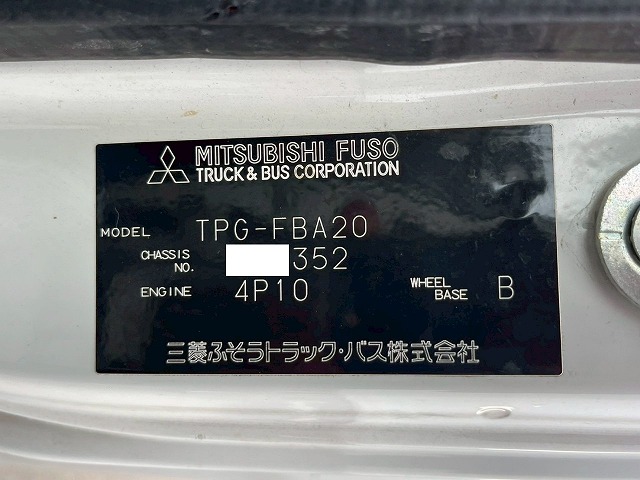 MITSUBISHI FUSO
TRUCK & BUS CORPORATION
MODEL TPG-FBA20
CHASSIS NO. 352
ENGINE 4P10 WHEEL BASE B
三菱ふそうトラック・バス株式会社